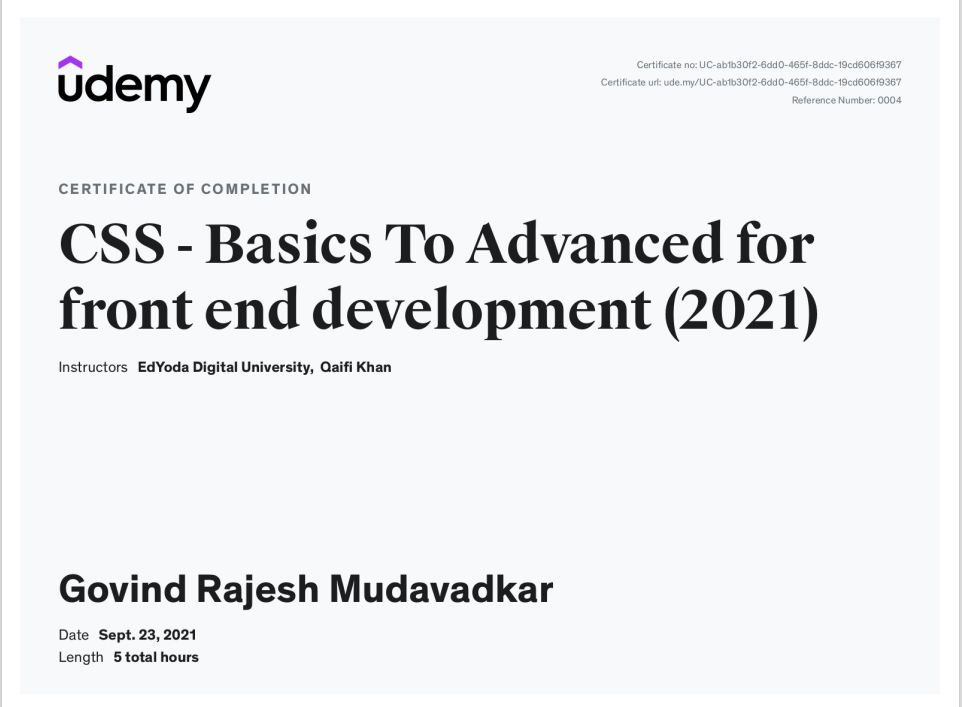 udemy
Certificate no: UC-ab1b30f2-6dd0-465f-8ddc-19cd606f9367
Certificate url: ude.my/UC-ab1b30f2-6dd0-465f-8ddc-19cd606f9367
Reference Number: 0004
CERTIFICATE OF COMPLETION
CSS - Basics To Advanced for
front end development (2021)
Instructors EdYoda Digital University, Qaifi Khan
Govind Rajesh Mudavadkar
Date Sept. 23, 2021
Length 5 total hours